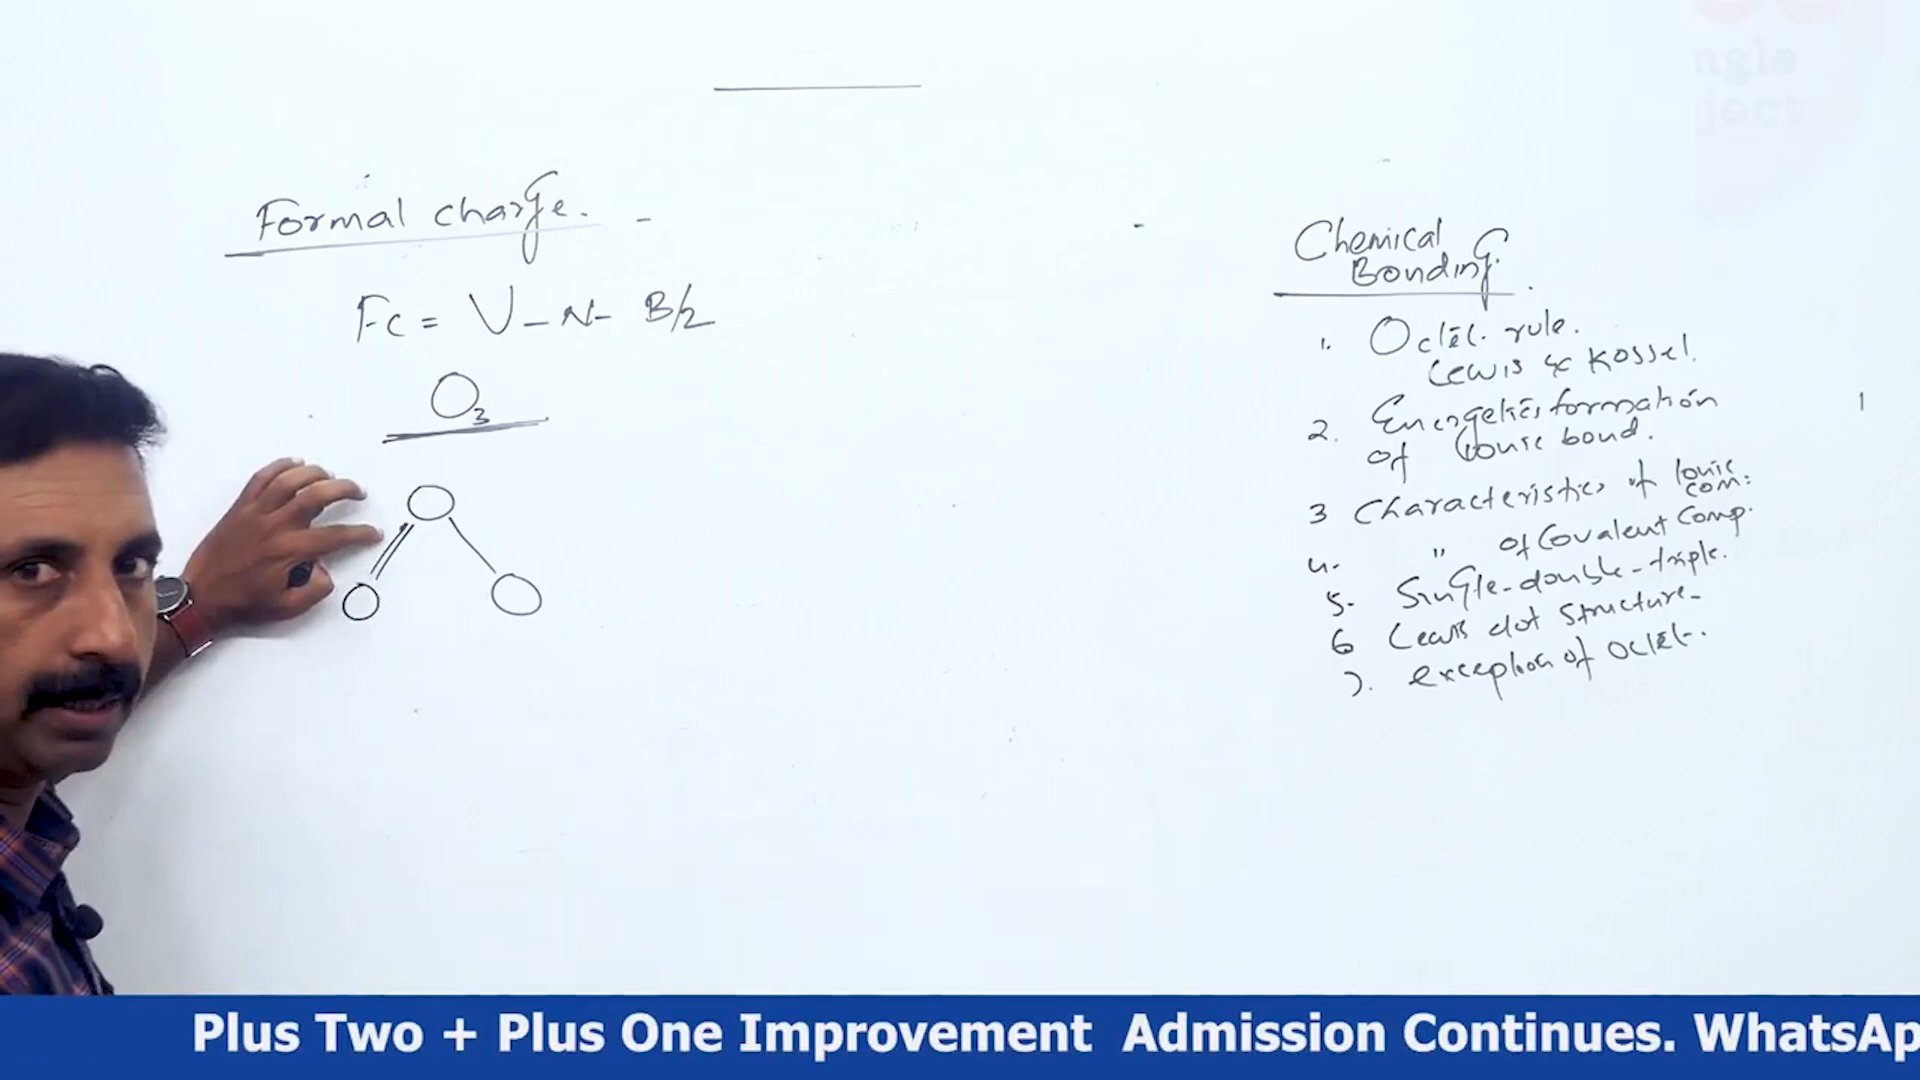 ngle
ject
Formal charge.
Fc = V - N - B/2
O3
O
O
O
Chemical
Bonding.
1. Octet rule.
Lewis & Kossel.
2. Energetics formation
of Ionic bond.
3 Characteristics of Ionic
com:
4. " of Covalent Comp.
5. Single-double-triple.
6 Lewis dot structure-
7. exception of Octet.
Plus Two + Plus One Improvement Admission Continues. WhatsAp